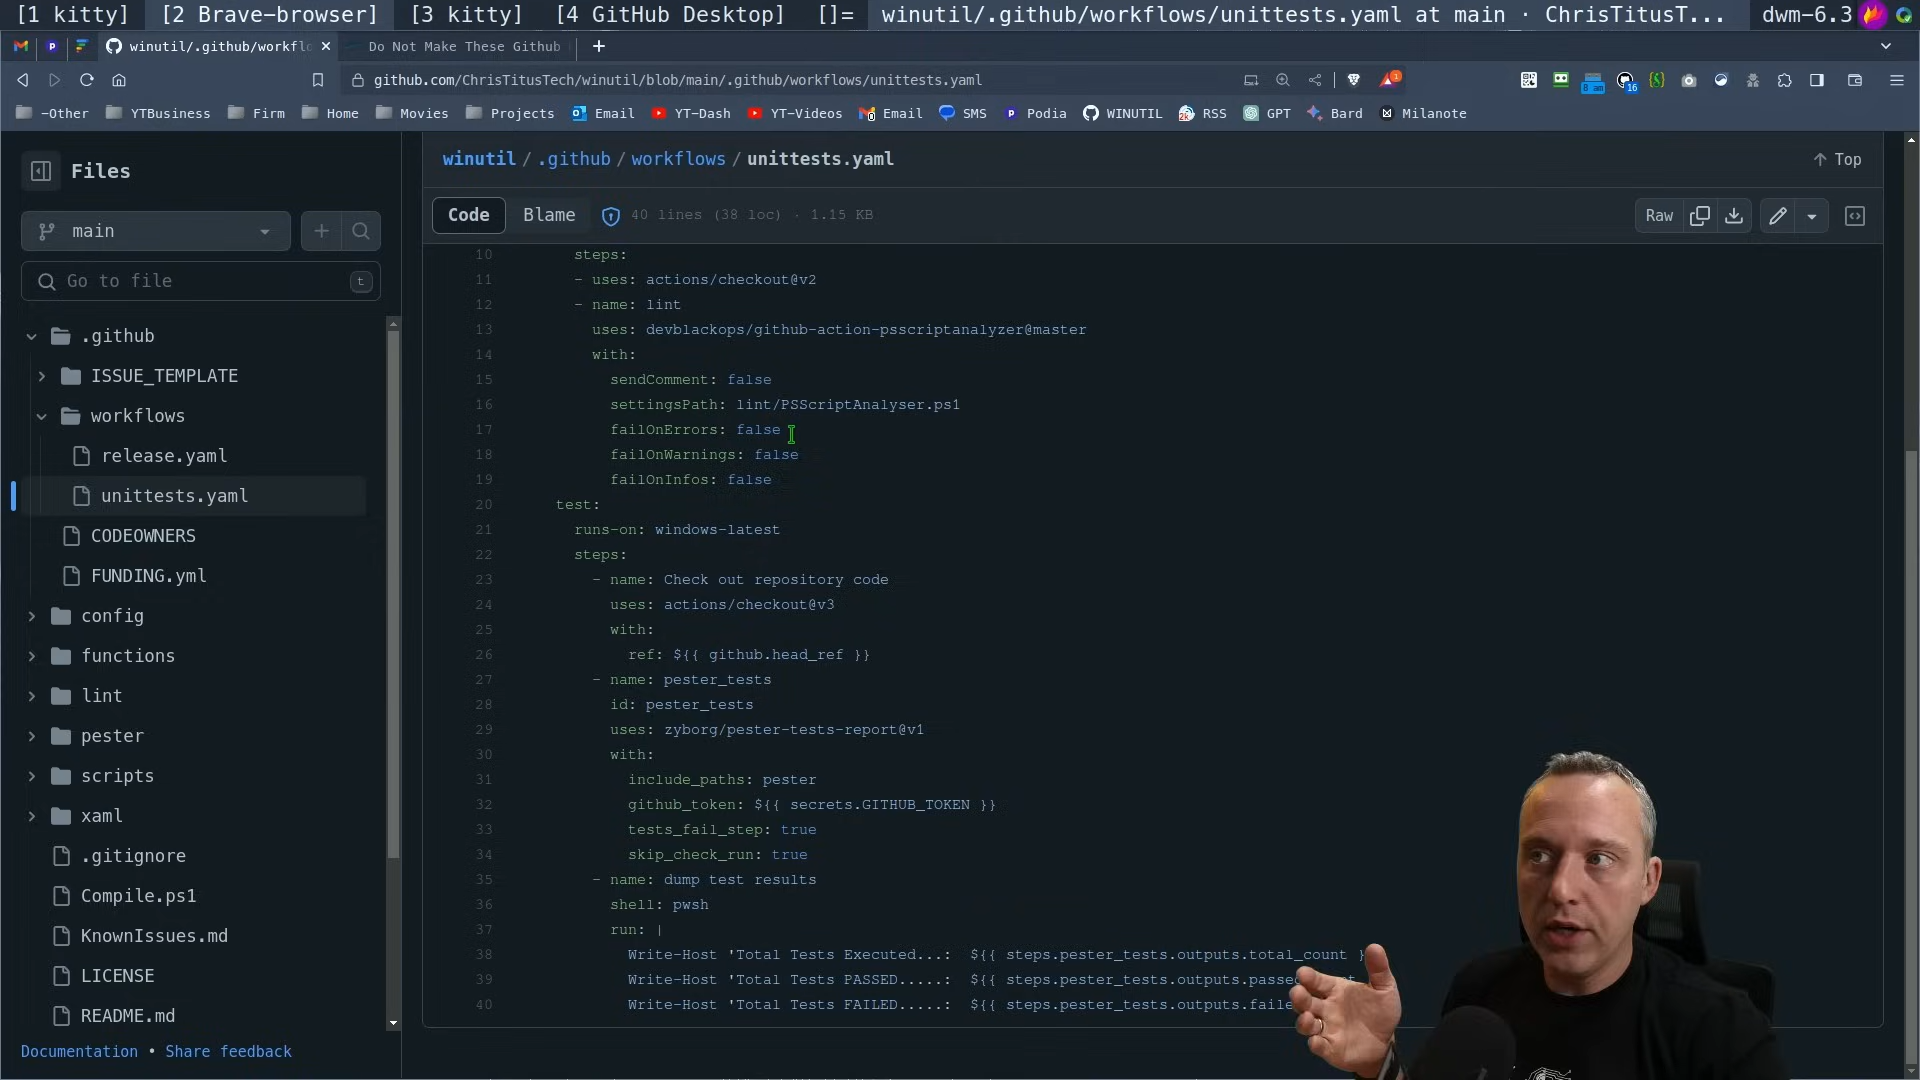 [1 kitty] [2 Brave-browser] [3 kitty] [4 GitHub Desktop] []= winutil/.github/workflows/unittests.yaml at main · ChrisTitusT... dwm-6.3
winutil/.github/workflo × Do Not Make These Github +
github.com/ChrisTitusTech/winutil/blob/main/.github/workflows/unittests.yaml 1 8 am 16
-Other YTBusiness Firm Home Movies Projects Email YT-Dash YT-Videos Email SMS Podia WINUTIL RSS GPT Bard Milanote
Files
main
Go to file t
.github
ISSUE_TEMPLATE
workflows
release.yaml
unittests.yaml
CODEOWNERS
FUNDING.yml
config
functions
lint
pester
scripts
xaml
.gitignore
Compile.ps1
KnownIssues.md
LICENSE
README.md
Documentation • Share feedback
winutil / .github / workflows / unittests.yaml Top
Code Blame 40 lines (38 loc) · 1.15 KB Raw
10 steps:
11 - uses: actions/checkout@v2
12 - name: lint
13 uses: devblackops/github-action-psscriptanalyzer@master
14 with:
15 sendComment: false
16 settingsPath: lint/PSScriptAnalyser.ps1
17 failOnErrors: false
18 failOnWarnings: false
19 failOnInfos: false
20 test:
21 runs-on: windows-latest
22 steps:
23 - name: Check out repository code
24 uses: actions/checkout@v3
25 with:
26 ref: ${{ github.head_ref }}
27 - name: pester_tests
28 id: pester_tests
29 uses: zyborg/pester-tests-report@v1
30 with:
31 include_paths: pester
32 github_token: ${{ secrets.GITHUB_TOKEN }}
33 tests_fail_step: true
34 skip_check_run: true
35 - name: dump test results
36 shell: pwsh
37 run: |
38 Write-Host 'Total Tests Executed...: ${{ steps.pester_tests.outputs.total_count }
39 Write-Host 'Total Tests PASSED.....: ${{ steps.pester_tests.outputs.passe
40 Write-Host 'Total Tests FAILED.....: ${{ steps.pester_tests.outputs.faile